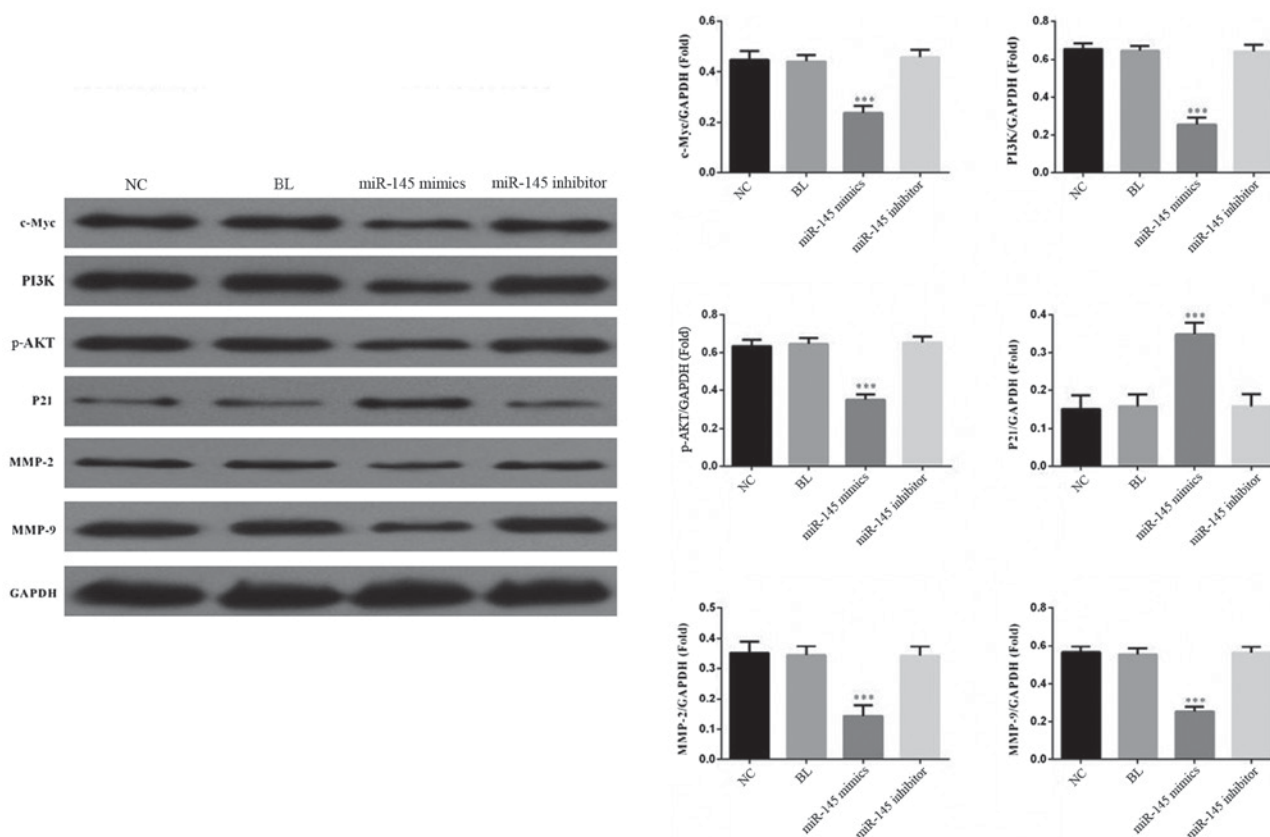 NC BL miR-145 mimics miR-145 inhibitor
c-Myc
PI3K
p-AKT
P21
MMP-2
MMP-9
GAPDH
c-Myc/GAPDH (Fold)
0.6
0.4
0.2
0.0
***
NC BL miR-145 mimics miR-145 inhibitor
PI3K/GAPDH (Fold)
0.8
0.6
0.4
0.2
0.0
***
NC BL miR-145 mimics miR-145 inhibitor
p-AKT/GAPDH (Fold)
0.8
0.6
0.4
0.2
0.0
***
NC BL miR-145 mimics miR-145 inhibitor
P21/GAPDH (Fold)
0.4
0.3
0.2
0.1
0.0
***
NC BL miR-145 mimics miR-145 inhibitor
MMP-2/GAPDH (Fold)
0.5
0.4
0.3
0.2
0.1
0.0
***
NC BL miR-145 mimics miR-145 inhibitor
MMP-9/GAPDH (Fold)
0.8
0.6
0.4
0.2
0.0
***
NC BL miR-145 mimics miR-145 inhibitor